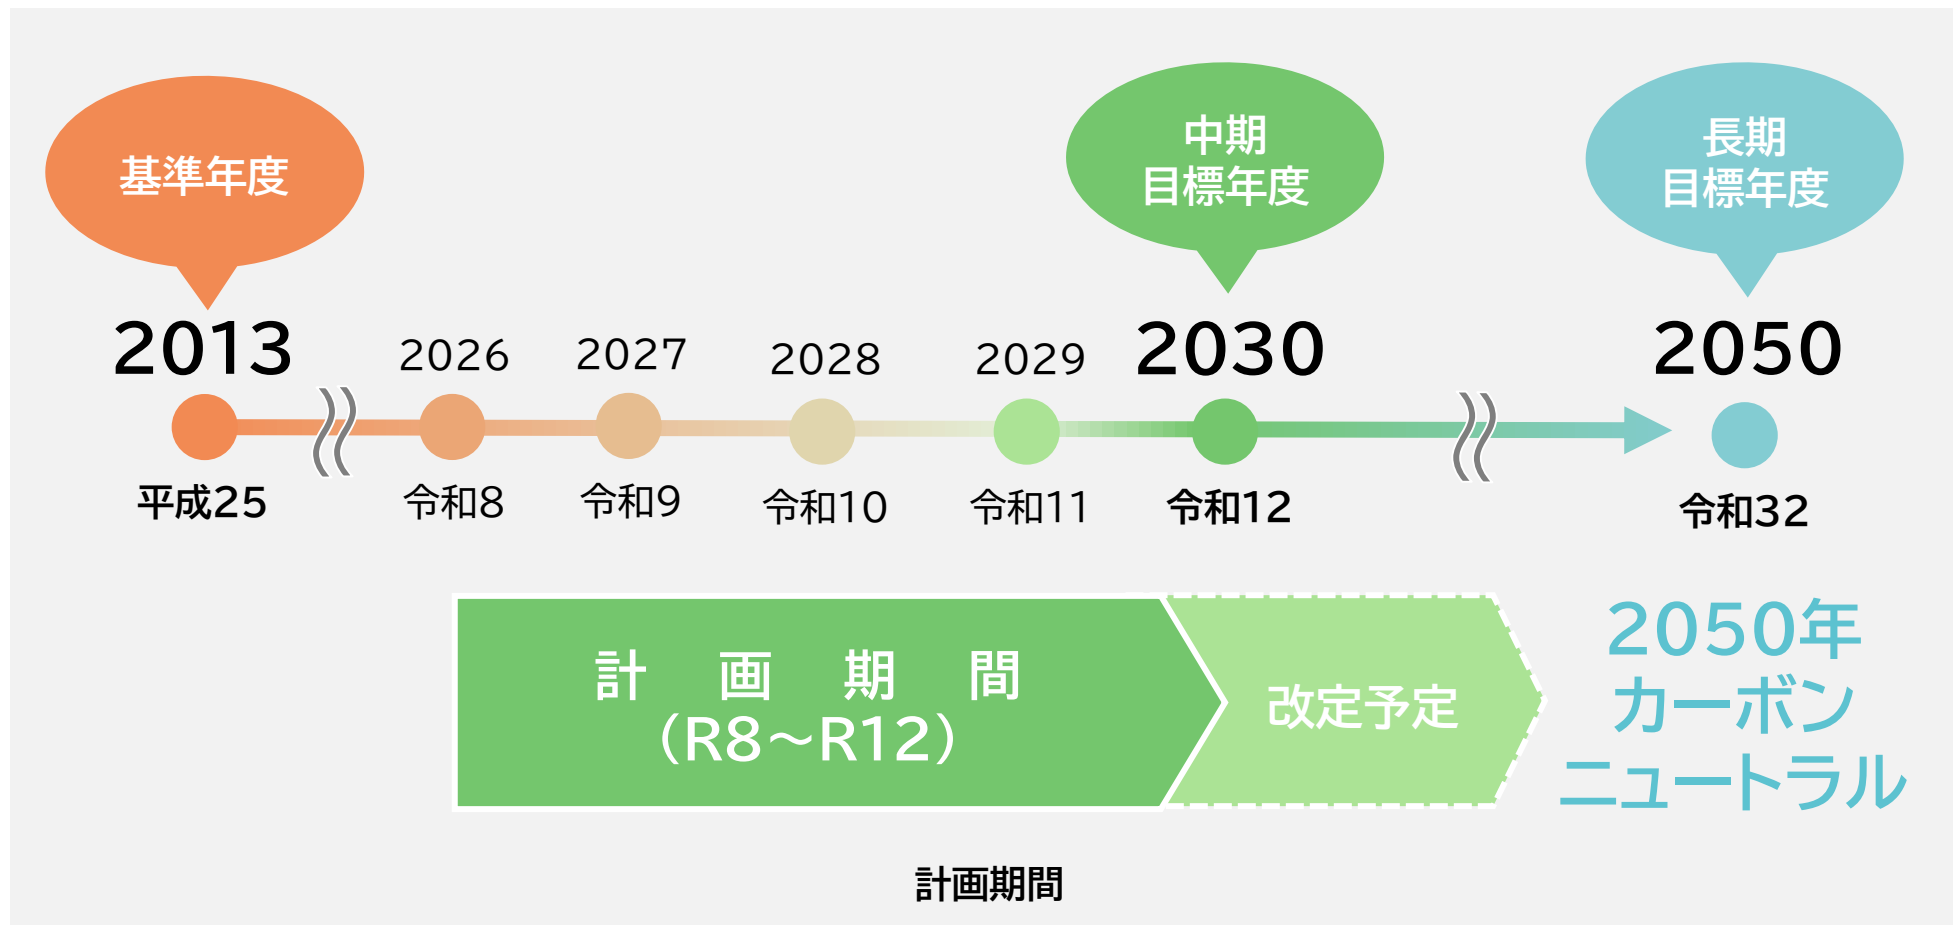 基準年度
中期
目標年度
長期
目標年度
2013
2026
2027
2028
2029
2030
2050
平成25
令和8
令和9
令和10
令和11
令和12
令和32
計画期間
（R8～R12）
改定予定
2050年
カーボン
ニュートラル
計画期間